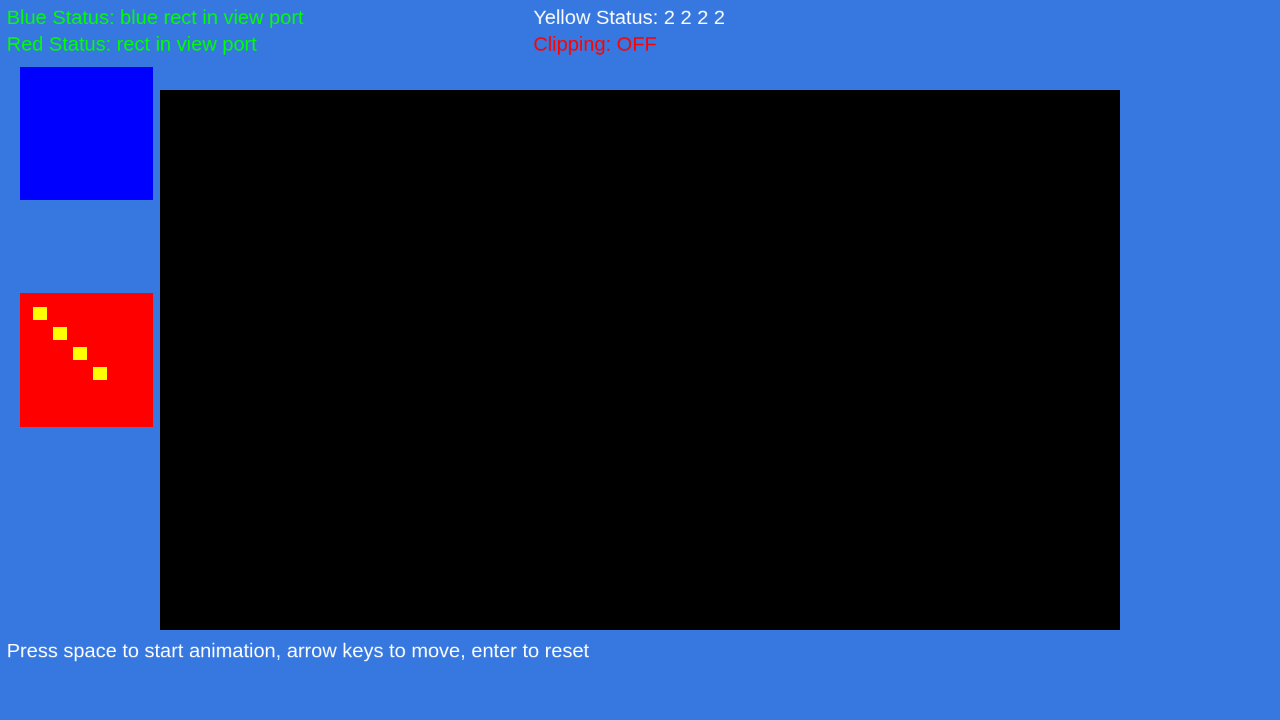 Blue Status: blue rect in view port
Yellow Status: 2 2 2 2
Red Status: rect in view port
Clipping: OFF
Press space to start animation, arrow keys to move, enter to reset